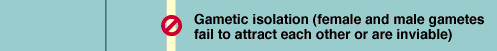 Gametic isolation (female and male gametes
fail to attract each other or are inviable)